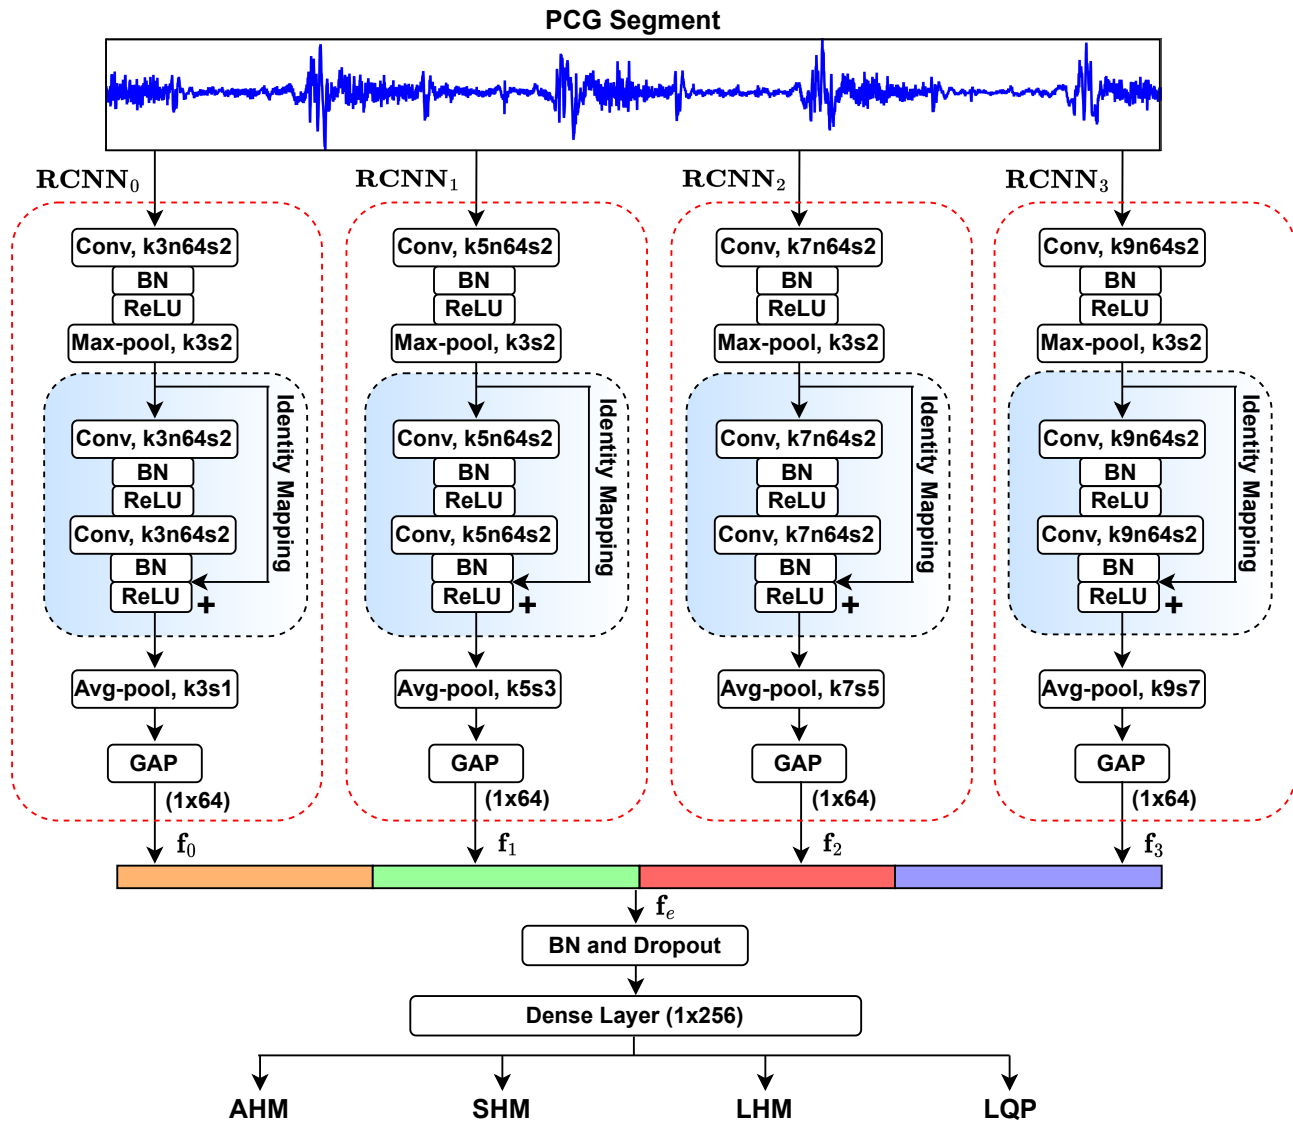 PCG Segment
RCNN₀ RCNN₁ RCNN₂ RCNN₃
Conv, k3n64s2 Conv, k5n64s2 Conv, k7n64s2 Conv, k9n64s2
BN BN BN BN
ReLU ReLU ReLU ReLU
Max-pool, k3s2 Max-pool, k3s2 Max-pool, k3s2 Max-pool, k3s2
Identity Mapping Identity Mapping Identity Mapping Identity Mapping
Conv, k3n64s2 Conv, k5n64s2 Conv, k7n64s2 Conv, k9n64s2
BN BN BN BN
ReLU ReLU ReLU ReLU
Conv, k3n64s2 Conv, k5n64s2 Conv, k7n64s2 Conv, k9n64s2
BN BN BN BN
ReLU + ReLU + ReLU + ReLU +
Avg-pool, k3s1 Avg-pool, k5s3 Avg-pool, k7s5 Avg-pool, k9s7
GAP GAP GAP GAP
(1x64) (1x64) (1x64) (1x64)
f₀ f₁ f₂ f₃
fₑ
BN and Dropout
Dense Layer (1x256)
AHM SHM LHM LQP